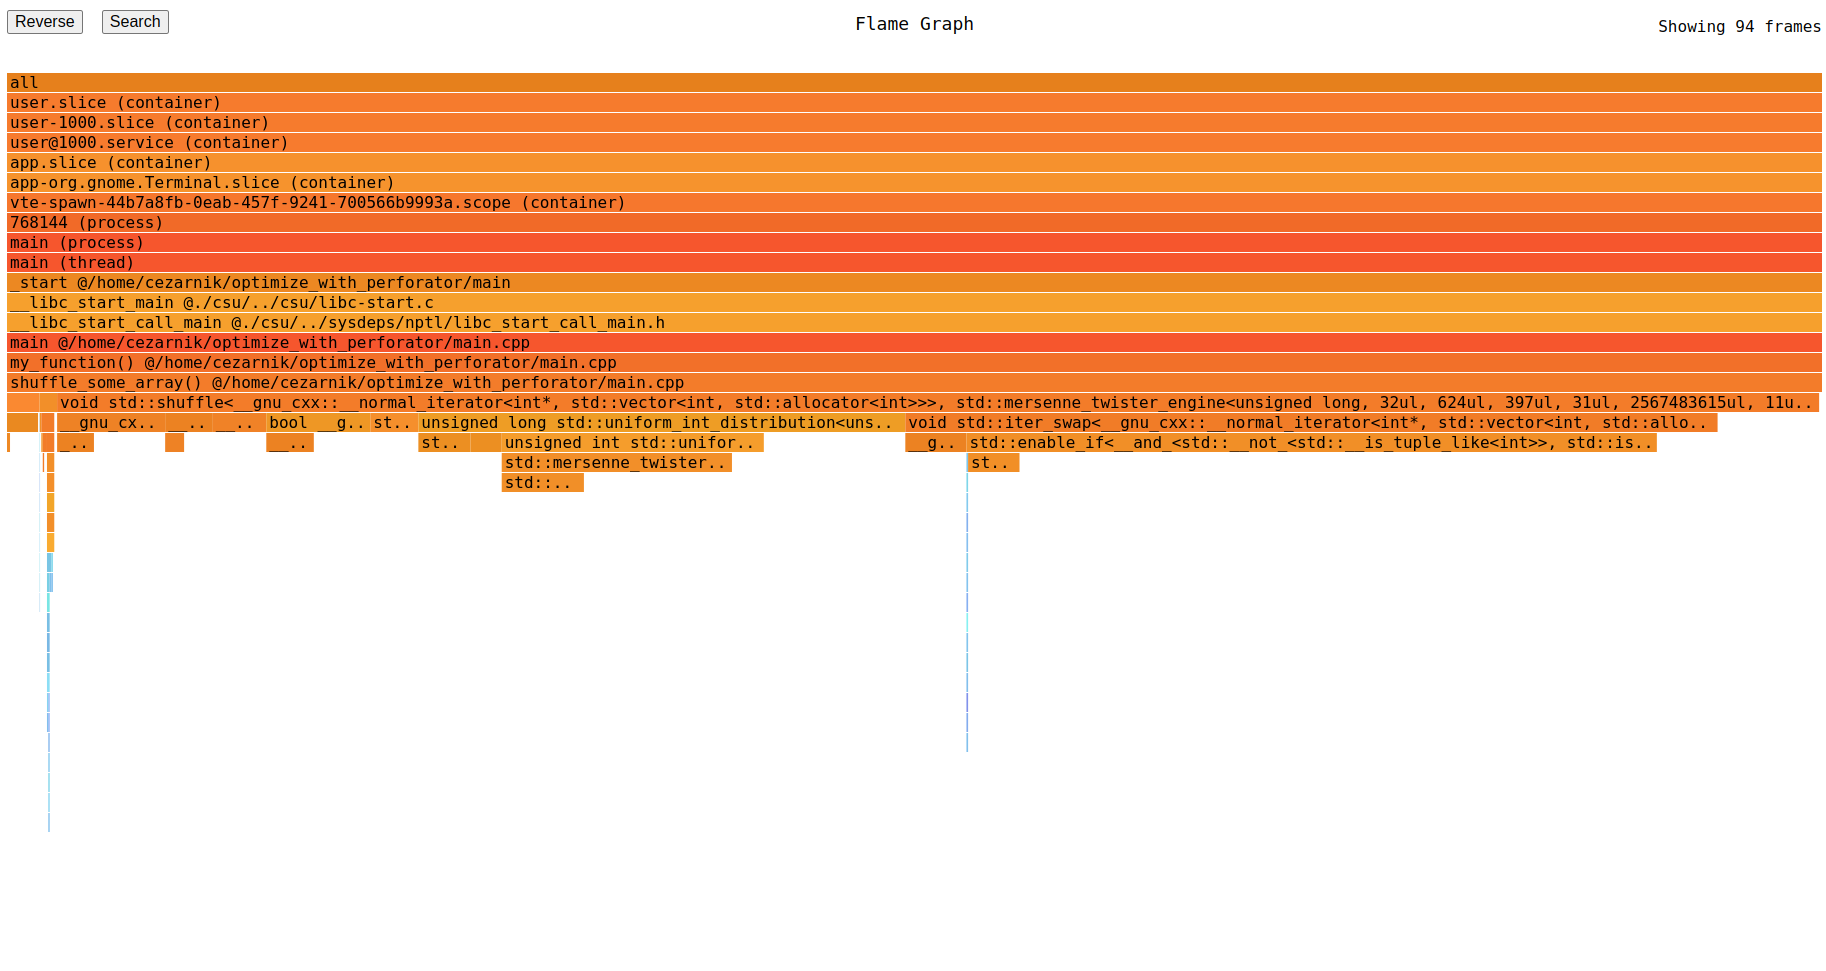 Reverse Search Flame Graph Showing 94 frames
all
user.slice (container)
user-1000.slice (container)
user@1000.service (container)
app.slice (container)
app-org.gnome.Terminal.slice (container)
vte-spawn-44b7a8fb-0eab-457f-9241-700566b9993a.scope (container)
768144 (process)
main (process)
main (thread)
_start @/home/cezarnik/optimize_with_perforator/main
__libc_start_main @./csu/../csu/libc-start.c
__libc_start_call_main @./csu/../sysdeps/nptl/libc_start_call_main.h
main @/home/cezarnik/optimize_with_perforator/main.cpp
my_function() @/home/cezarnik/optimize_with_perforator/main.cpp
shuffle_some_array() @/home/cezarnik/optimize_with_perforator/main.cpp
void std::shuffle<__gnu_cxx::__normal_iterator<int*, std::vector<int, std::allocator<int>>>, std::mersenne_twister_engine<unsigned long, 32ul, 624ul, 397ul, 31ul, 2567483615ul, 11u..
__gnu_cx.. __.. __.. bool __g.. st.. unsigned long std::uniform_int_distribution<uns.. void std::iter_swap<__gnu_cxx::__normal_iterator<int*, std::vector<int, std::allo..
_.. __.. st.. unsigned int std::unifor.. __g.. std::enable_if<__and_<std::__not_<std::__is_tuple_like<int>>, std::is..
std::mersenne_twister.. st..
std::..